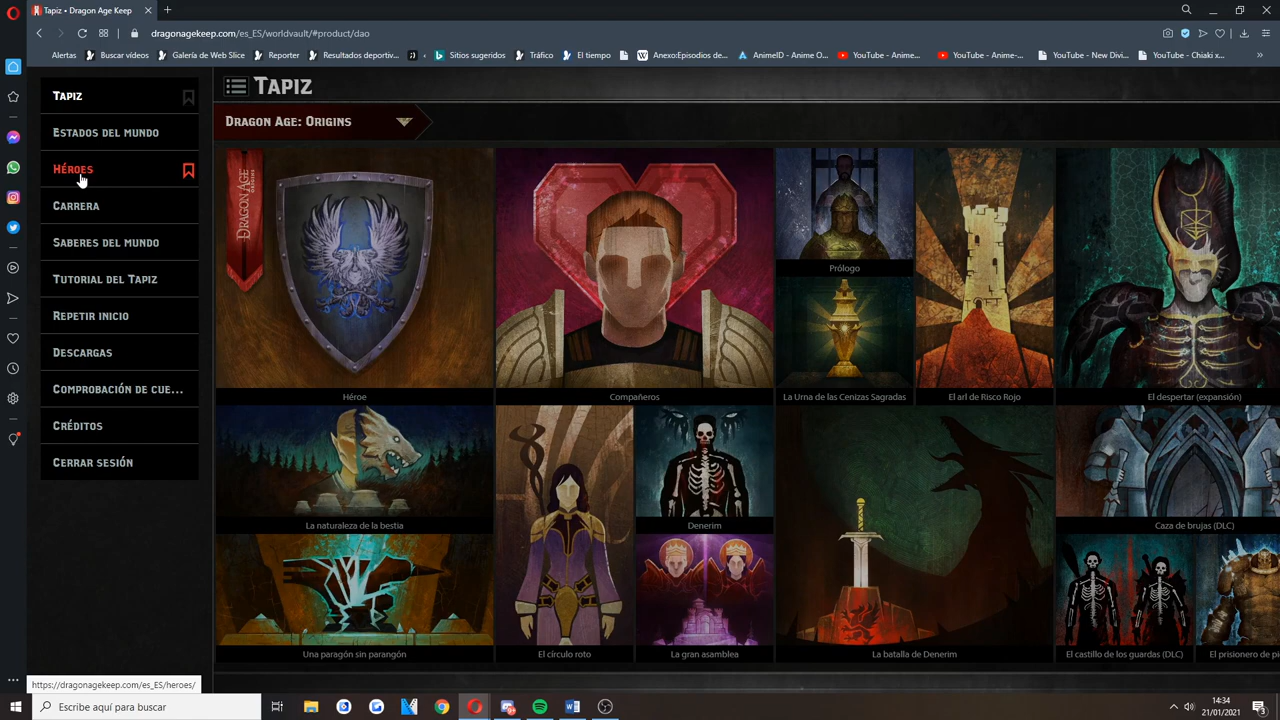 Tapiz • Dragon Age Keep
dragonagekeep.com/es_ES/worldvault/#product/dao
Alertas
Buscar vídeos
Galería de Web Slice
Reporter
Resultados deportiv...
;)
Sitios sugeridos
Tráfico
El tiempo
Anexo:Episodios de...
AnimeID - Anime O...
YouTube - Anime...
YouTube - Anime-...
YouTube - New Divi...
YouTube - Chiaki x...
»
Tapiz
Estados del mundo
Héroes
Carrera
Saberes del mundo
Tutorial del Tapiz
Repetir inicio
Descargas
Comprobación de cue...
Créditos
Cerrar sesión
Tapiz
Dragon Age: Origins
Dragon Age
Origins
Héroe
Compañeros
Prólogo
La Urna de las Cenizas Sagradas
El arl de Risco Rojo
El despertar (expansión)
La naturaleza de la bestia
Denerim
Caza de brujas (DLC)
Una paragón sin parangón
El círculo roto
La gran asamblea
La batalla de Denerim
El castillo de los guardas (DLC)
El prisionero de pi
https://dragonagekeep.com/es_ES/heroes/
Escribe aquí para buscar
14:34
21/01/2021
3